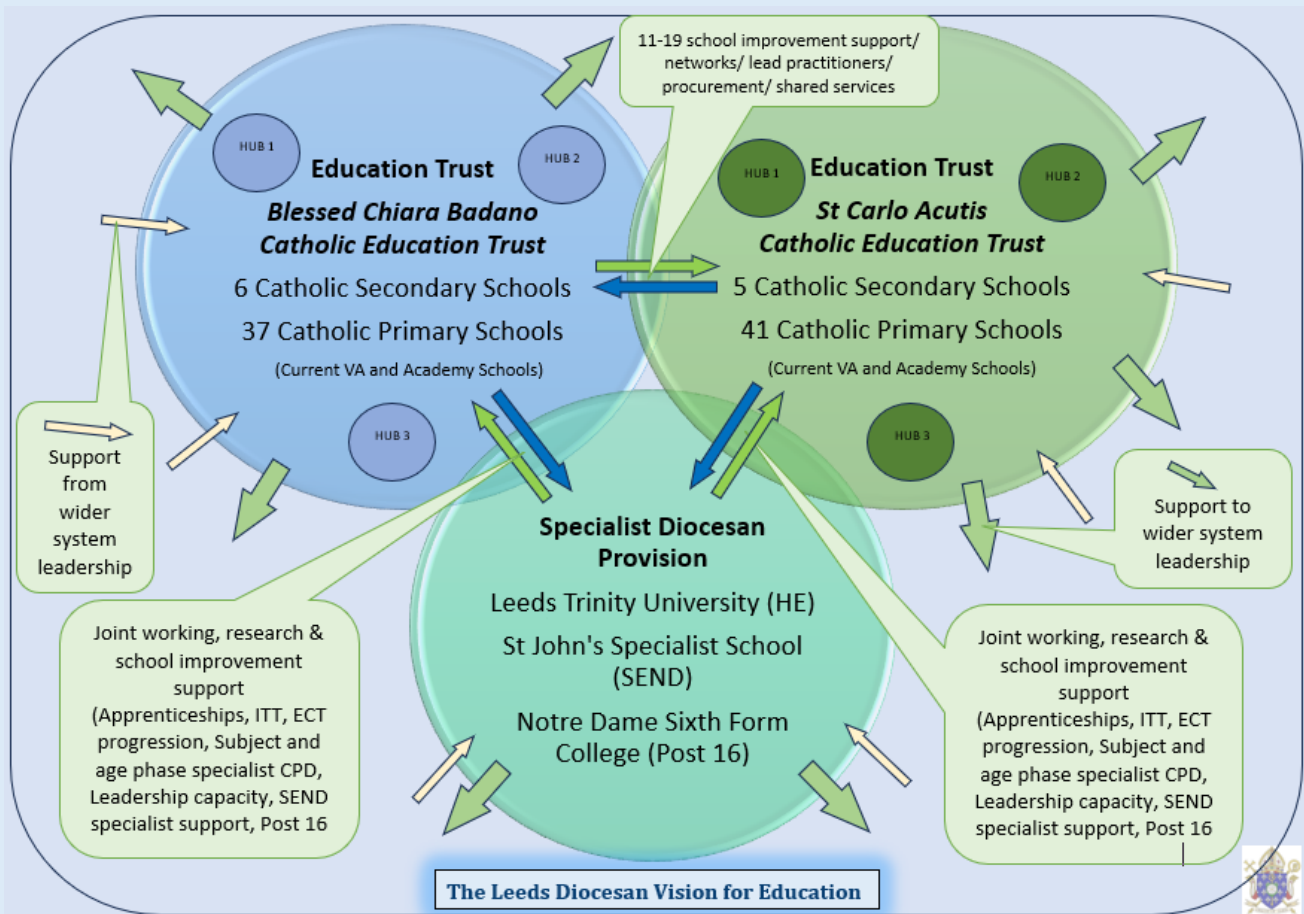 11-19 school improvement support/
networks/ lead practitioners/
procurement/ shared services
HUB 1
HUB 2
Education Trust
Blessed Chiara Badano
Catholic Education Trust
6 Catholic Secondary Schools
37 Catholic Primary Schools
(Current VA and Academy Schools)
HUB 3
HUB 1
HUB 2
Education Trust
St Carlo Acutis
Catholic Education Trust
5 Catholic Secondary Schools
41 Catholic Primary Schools
(Current VA and Academy Schools)
HUB 3
Support
from
wider
system
leadership
Support to
wider system
leadership
Specialist Diocesan
Provision
Leeds Trinity University (HE)
St John's Specialist School
(SEND)
Notre Dame Sixth Form
College (Post 16)
Joint working, research &
school improvement
support
(Apprenticeships, ITT, ECT
progression, Subject and
age phase specialist CPD,
Leadership capacity, SEND
specialist support, Post 16
Joint working, research &
school improvement
support
(Apprenticeships, ITT, ECT
progression, Subject and
age phase specialist CPD,
Leadership capacity, SEND
specialist support, Post 16
The Leeds Diocesan Vision for Education